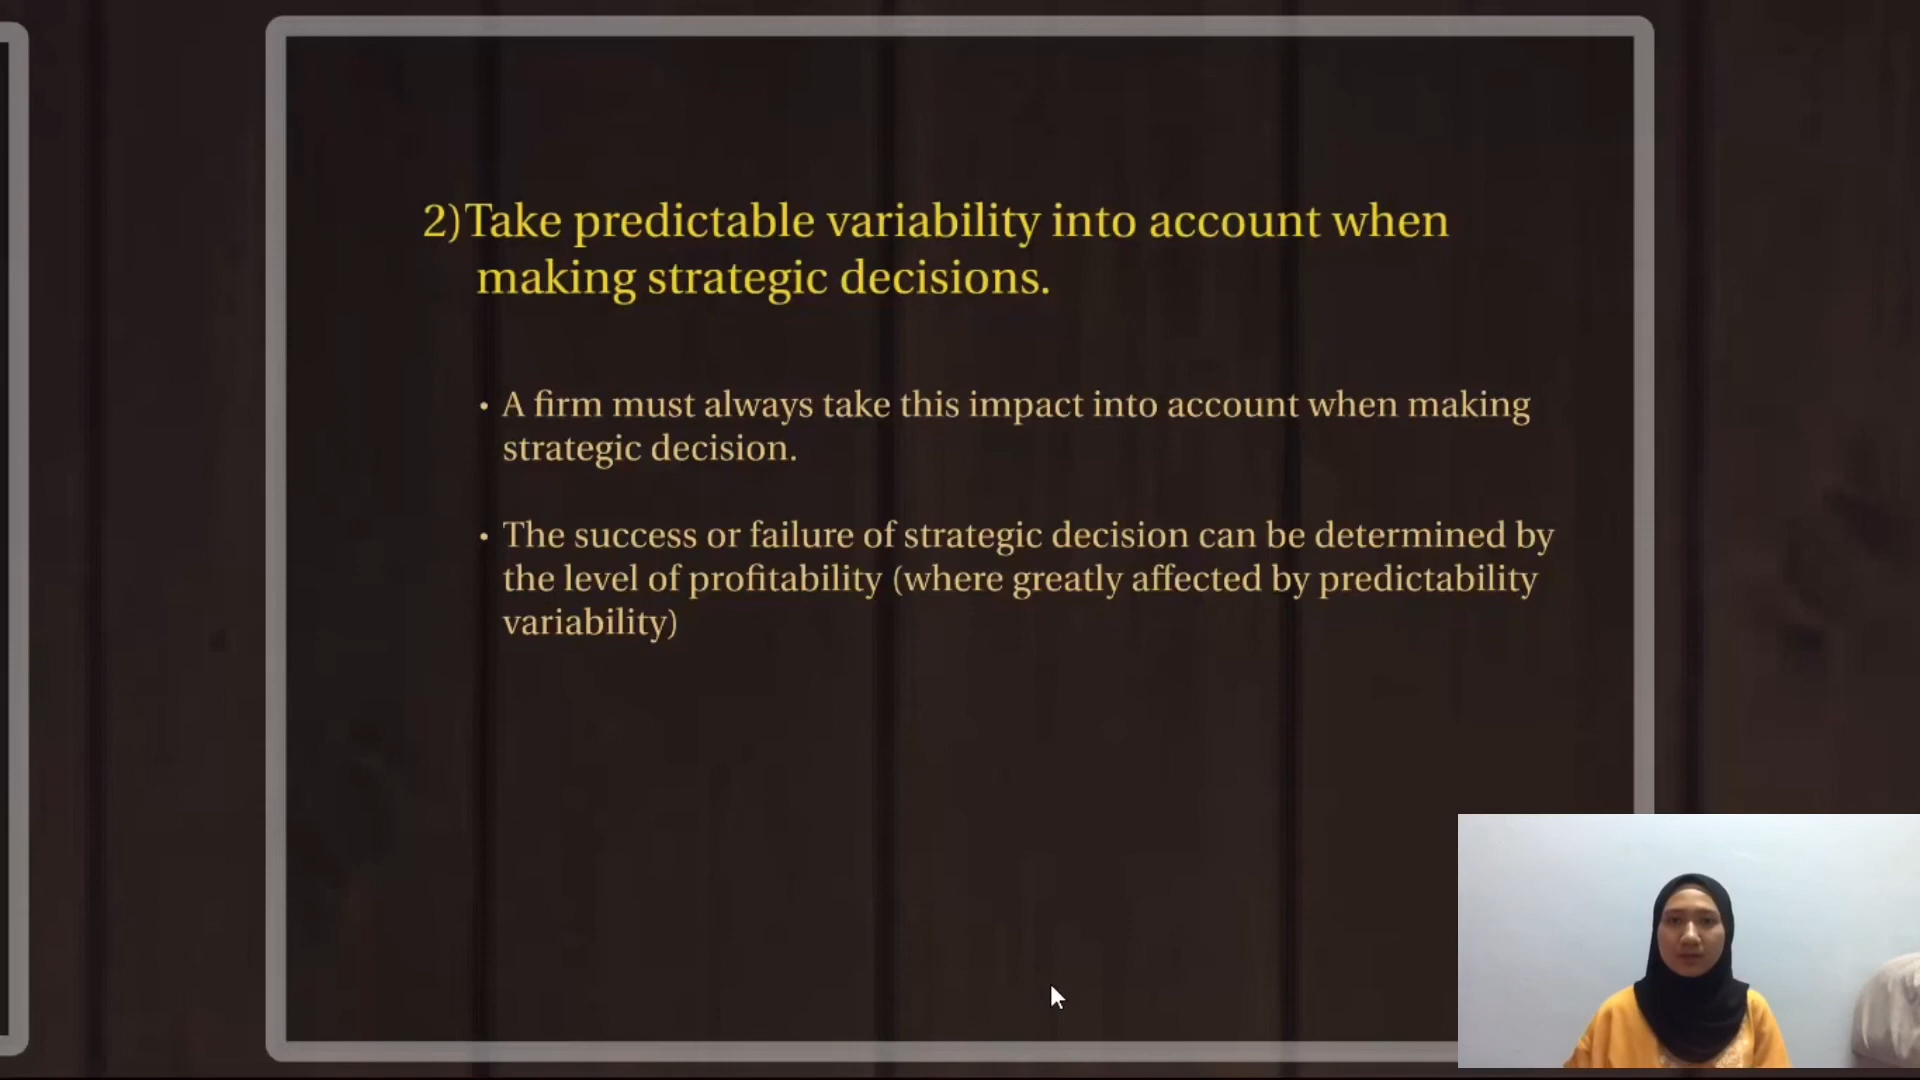 2)Take predictable variability into account when
making strategic decisions.
• A firm must always take this impact into account when making
strategic decision.
• The success or failure of strategic decision can be determined by
the level of profitability (where greatly affected by predictability
variability)